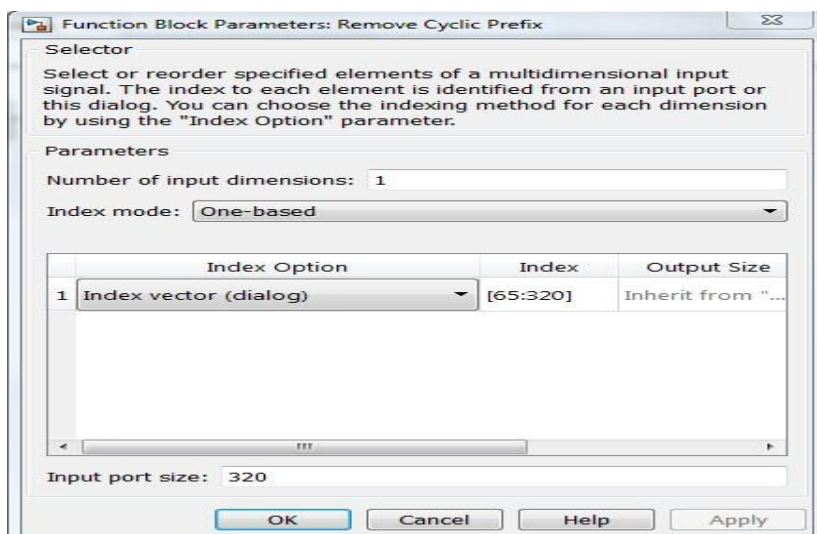 Function Block Parameters: Remove Cyclic Prefix
Selector
Select or reorder specified elements of a multidimensional input
signal. The index to each element is identified from an input port or
this dialog. You can choose the indexing method for each dimension
by using the "Index Option" parameter.
Parameters
Number of input dimensions: 1
Index mode: One-based
Index Option Index Output Size
1 Index vector (dialog) [65:320] Inherit from "...
Input port size: 320
OK Cancel Help Apply